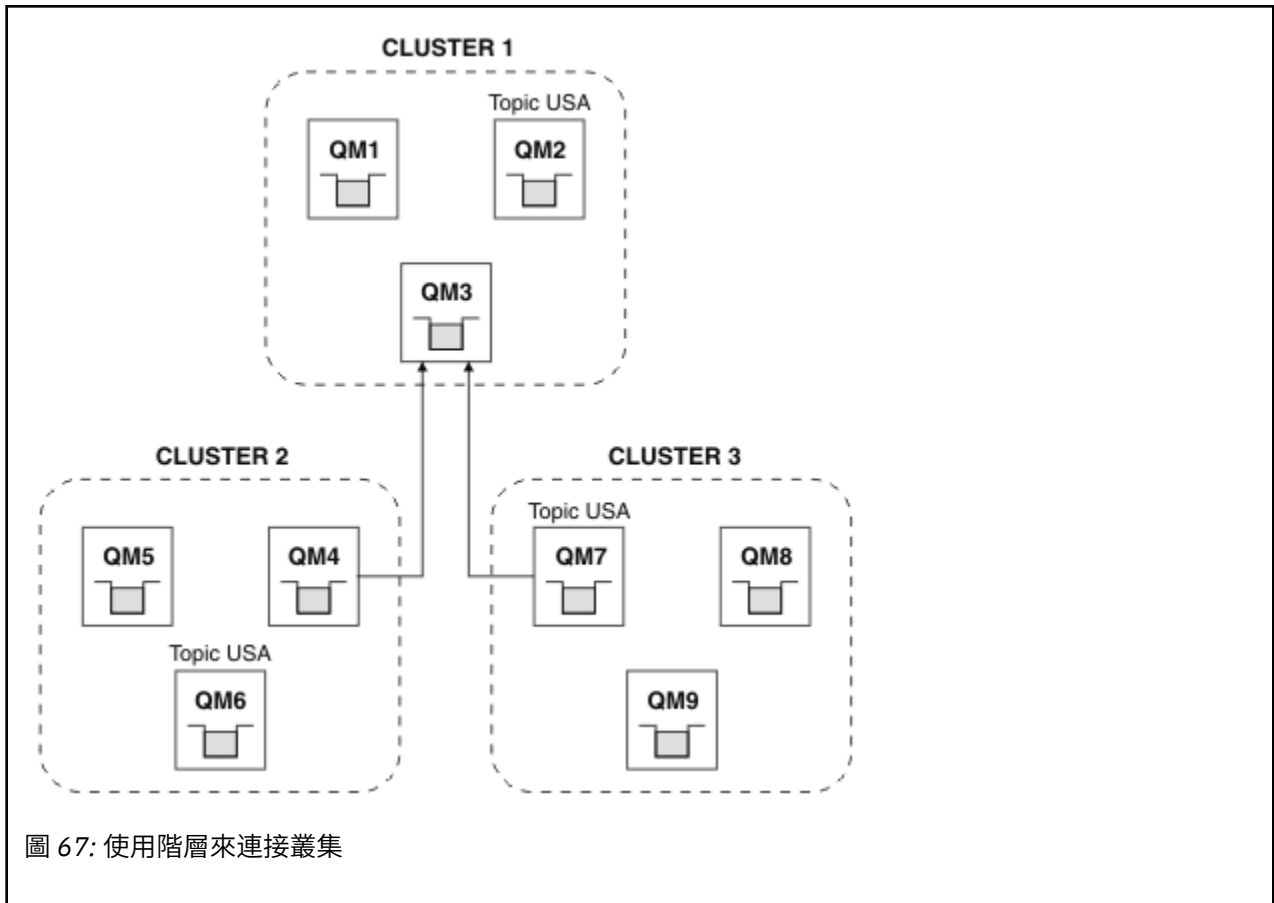 CLUSTER 1
Topic USA
QM1
QM2
QM3
CLUSTER 2
CLUSTER 3
Topic USA
QM5
QM4
QM7
QM8
Topic USA
QM6
QM9
圖 67: 使用階層來連接叢集